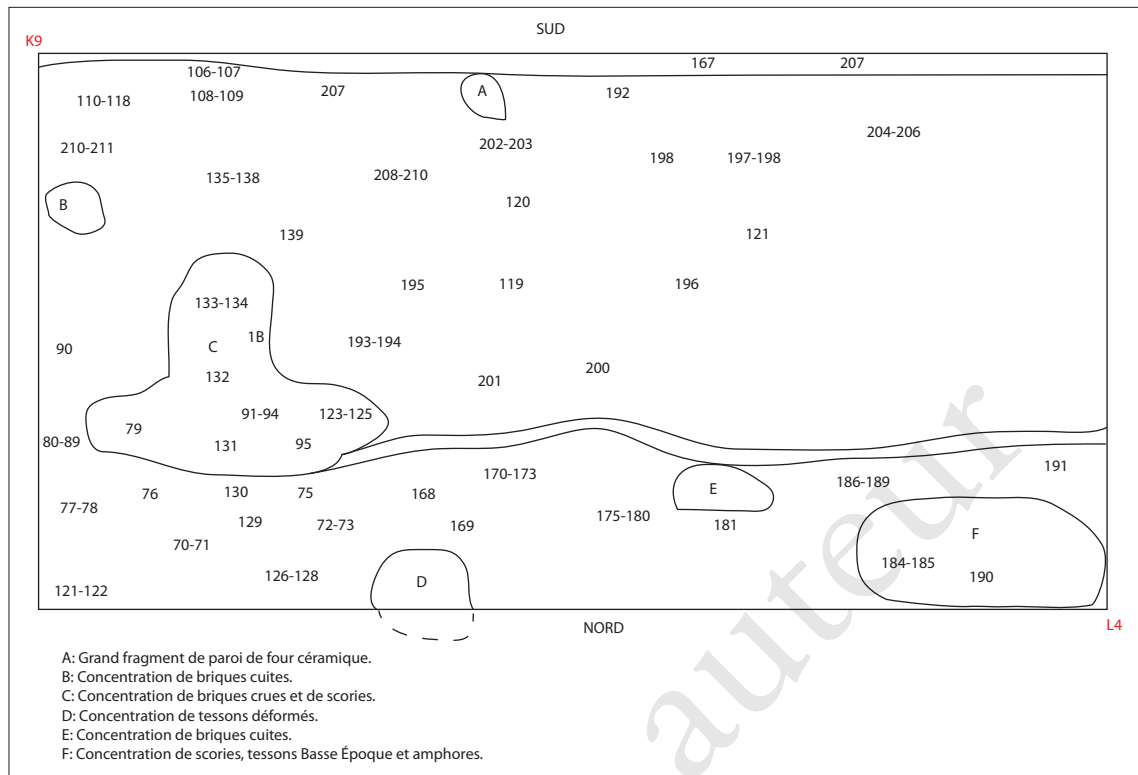 SUD
K9
167 207
106-107
110-118 108-109 207 A 192
204-206
210-211 202-203 198 197-198
135-138 208-210
B 120
139 121
195 119 196
133-134
1B
90 C 193-194
132 201 200
91-94 123-125
79
80-89 131 95
191
170-173 186-189
76 130 75 168 E
77-78
129 72-73 169 175-180 181
70-71 F
126-128 D 184-185
190
121-122
NORD L4
A: Grand fragment de paroi de four céramique.
B: Concentration de briques cuites.
C: Concentration de briques crues et de scories.
D: Concentration de tessons déformés.
E: Concentration de briques cuites.
F: Concentration de scories, tessons Basse Époque et amphores.
auteur